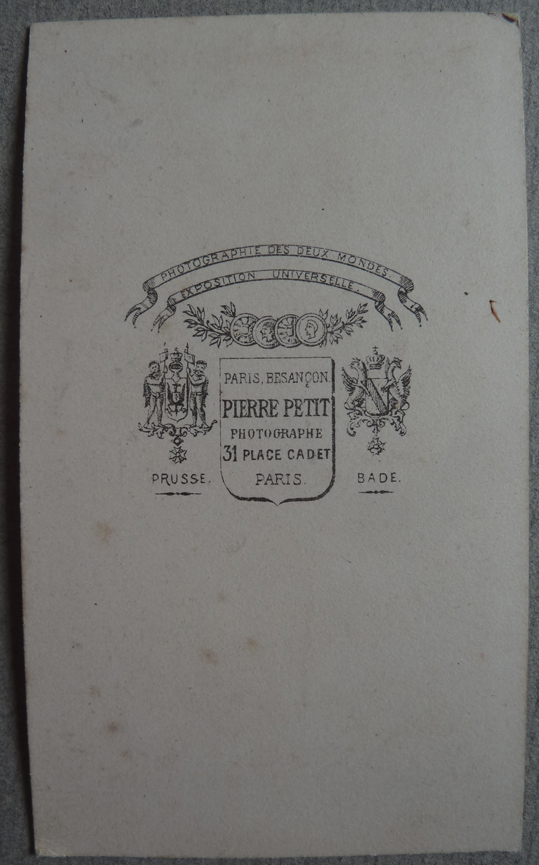 PHOTOGRAPHIE DES DEUX MONDES
EXPOSITION UNIVERSELLE.
PARIS, BESANÇON
PIERRE PETIT
PHOTOGRAPHE
31 PLACE CADET
PARIS.
PRUSSE.
BADE.